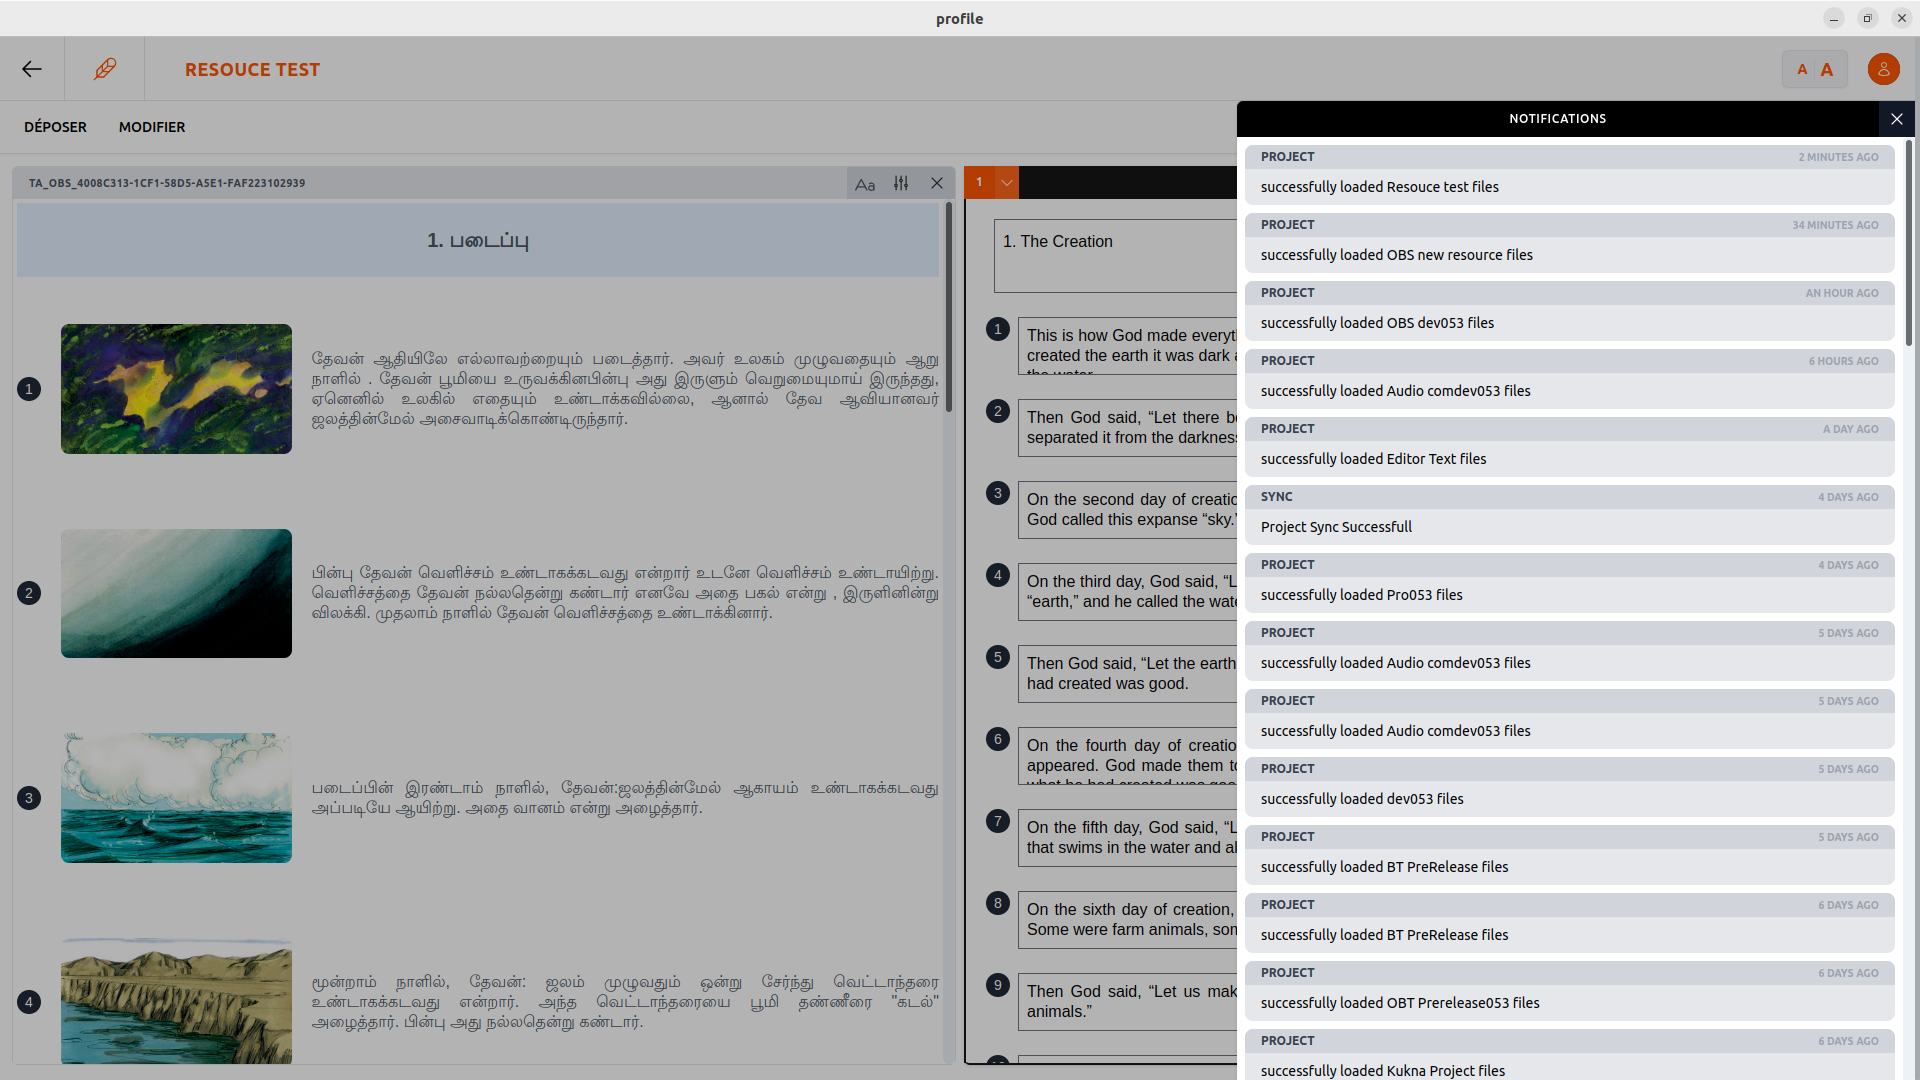 profile
RESOUCE TEST
A A
DÉPOSER
MODIFIER
TA_OBS_4008C313-1CF1-58D5-A5E1-FAF223102939
Aa
1. படைப்பு
1
தேவன் ஆதியிலே எல்லாவற்றையும் படைத்தார். அவர் உலகம் முழுவதையும் ஆறு
நாளில் . தேவன் பூமியை உருவக்கினபின்பு அது இருளும் வெறுமையுமாய் இருந்தது,
ஏனெனில் உலகில் எதையும் உண்டாக்கவில்லை, ஆனால் தேவ ஆவியானவர்
ஜலத்தின்மேல் அசைவாடிக்கொண்டிருந்தார்.
2
பின்பு தேவன் வெளிச்சம் உண்டாகக்கடவது என்றார் உடனே வெளிச்சம் உண்டாயிற்று.
வெளிச்சத்தை தேவன் நல்லதென்று கண்டார் எனவே அதை பகல் என்று , இருளினின்று
விலக்கி. முதலாம் நாளில் தேவன் வெளிச்சத்தை உண்டாக்கினார்.
3
படைப்பின் இரண்டாம் நாளில், தேவன்:ஜலத்தின்மேல் ஆகாயம் உண்டாகக்கடவது
அப்படியே ஆயிற்று. அதை வானம் என்று அழைத்தார்.
4
மூன்றாம் நாளில், தேவன்: ஜலம் முழுவதும் ஒன்று சேர்ந்து வெட்டாந்தரை
உண்டாகக்கடவது என்றார். அந்த வெட்டாந்தரையை பூமி தண்ணீரை "கடல்"
அழைத்தார். பின்பு அது நல்லதென்று கண்டார்.
1
1. The Creation
1
This is how God made everyth
created the earth it was dark a
the water.
2
Then God said, “Let there be
separated it from the darkness
3
On the second day of creation
God called this expanse “sky.”
4
On the third day, God said, “L
“earth,” and he called the wate
5
Then God said, “Let the earth
had created was good.
6
On the fourth day of creatio
appeared. God made them to
what he had created was goo
7
On the fifth day, God said, “L
that swims in the water and al
8
On the sixth day of creation,
Some were farm animals, som
9
Then God said, “Let us mak
animals.”
NOTIFICATIONS
PROJECT 2 MINUTES AGO
successfully loaded Resouce test files
PROJECT 34 MINUTES AGO
successfully loaded OBS new resource files
PROJECT AN HOUR AGO
successfully loaded OBS dev053 files
PROJECT 6 HOURS AGO
successfully loaded Audio comdev053 files
PROJECT A DAY AGO
successfully loaded Editor Text files
SYNC 4 DAYS AGO
Project Sync Successfull
PROJECT 4 DAYS AGO
successfully loaded Pro053 files
PROJECT 5 DAYS AGO
successfully loaded Audio comdev053 files
PROJECT 5 DAYS AGO
successfully loaded Audio comdev053 files
PROJECT 5 DAYS AGO
successfully loaded dev053 files
PROJECT 5 DAYS AGO
successfully loaded BT PreRelease files
PROJECT 6 DAYS AGO
successfully loaded BT PreRelease files
PROJECT 6 DAYS AGO
successfully loaded OBT Prerelease053 files
PROJECT 6 DAYS AGO
successfully loaded Kukna Project files